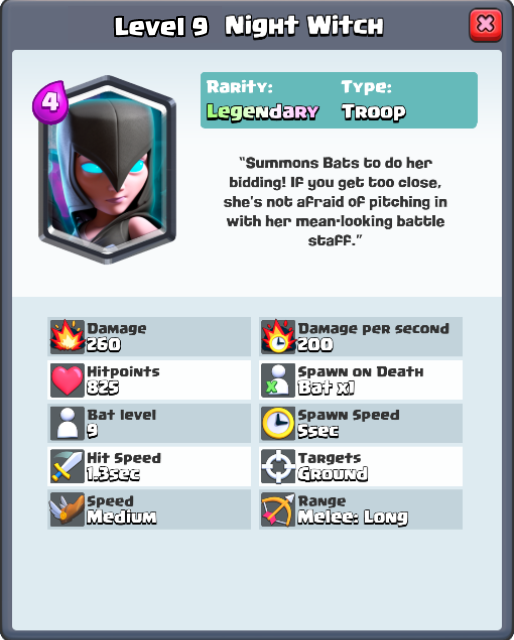 Level 9 Night Witch
4
Rarity: Type:
Legendary Troop
"Summons Bats to do her
bidding! If you get too close,
she's not afraid of pitching in
with her mean-looking battle
staff."
Damage
260
Damage per second
200
Hitpoints
825
Spawn on Death
Bat x1
Bat level
9
Spawn Speed
5sec
Hit Speed
1.3sec
Targets
Ground
Speed
Medium
Range
Melee: Long